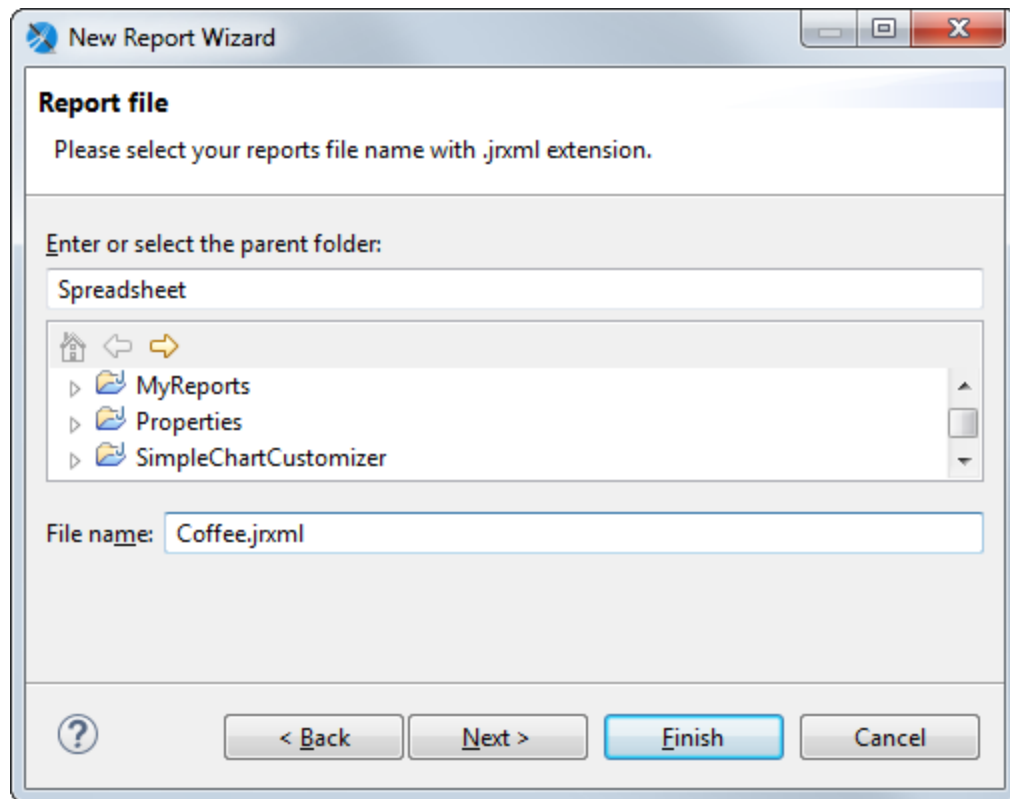 New Report Wizard
Report file
Please select your reports file name with .jrxml extension.
Enter or select the parent folder:
Spreadsheet
MyReports
Properties
SimpleChartCustomizer
File name: Coffee.jrxml
? < Back Next > Finish Cancel